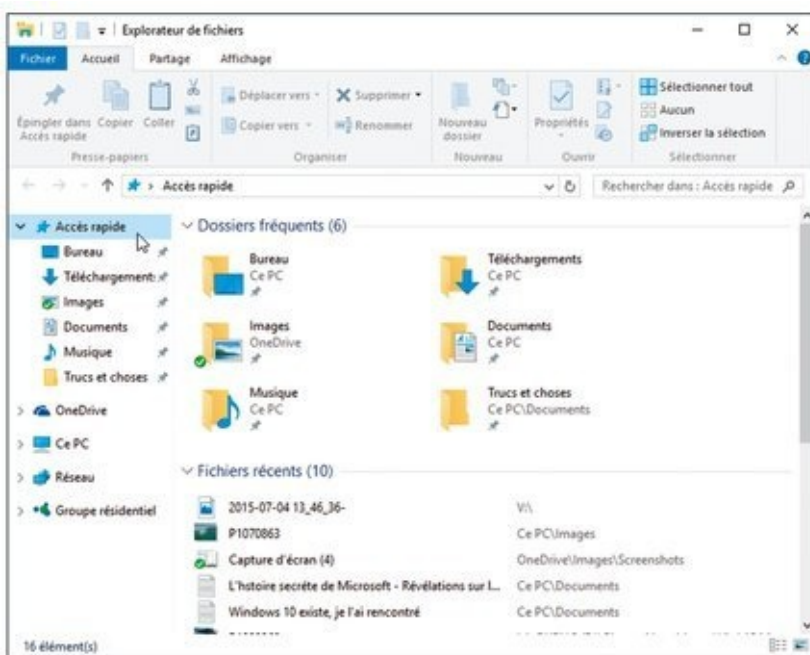 Explorateur de fichiers
Fichier Accueil Partage Affichage
Épingler dans Accès rapide
Copier
Coller
Presse-papiers
Déplacer vers
Copier vers
Supprimer
Renommer
Organiser
Nouveau dossier
Nouveau
Propriétés
Ouvrir
Sélectionner tout
Aucun
Inverser la sélection
Sélectionner
Accès rapide
Rechercher dans : Accès rapide
Accès rapide
Bureau
Téléchargement
Images
Documents
Musique
Trucs et choses
OneDrive
Ce PC
Réseau
Groupe résidentiel
Dossiers fréquents (6)
Bureau
Ce PC
Téléchargements
Ce PC
Images
OneDrive
Documents
Ce PC
Musique
Ce PC
Trucs et choses
Ce PC\Documents
Fichiers récents (10)
2015-07-04 13_46_36- V:\
P1070863 Ce PC\Images
Capture d'écran (4) OneDrive\Images\Screenshots
L'hstoire secrète de Microsoft - Révélations sur l... Ce PC\Documents
Windows 10 existe, je l'ai rencontré Ce PC\Documents
16 élément(s)